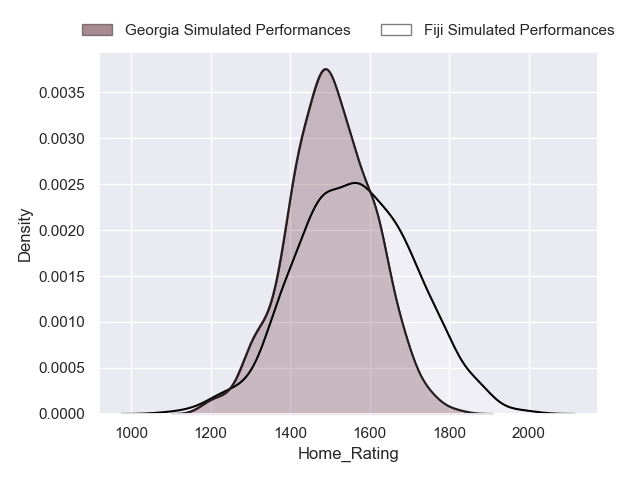 Georgia Simulated Performances Fiji Simulated Performances
0.0035
0.0030
0.0025
0.0020
0.0015
0.0010
0.0005
0.0000
Density
1000 1200 1400 1600 1800 2000
Home_Rating